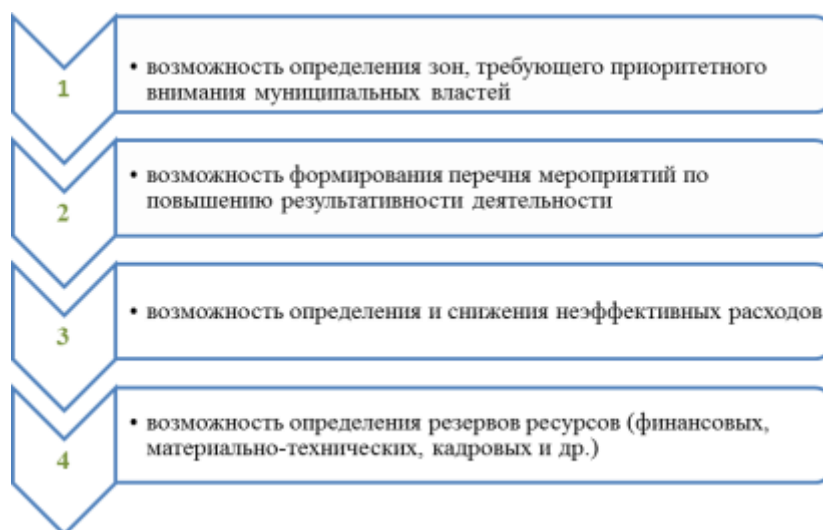 1
• возможность определения зон, требующего приоритетного
внимания муниципальных властей
2
• возможность формирования перечня мероприятий по
повышению результативности деятельности
3
• возможность определения и снижения неэффективных расходов
4
• возможность определения резервов ресурсов (финансовых,
материально-технических, кадровых и др.)